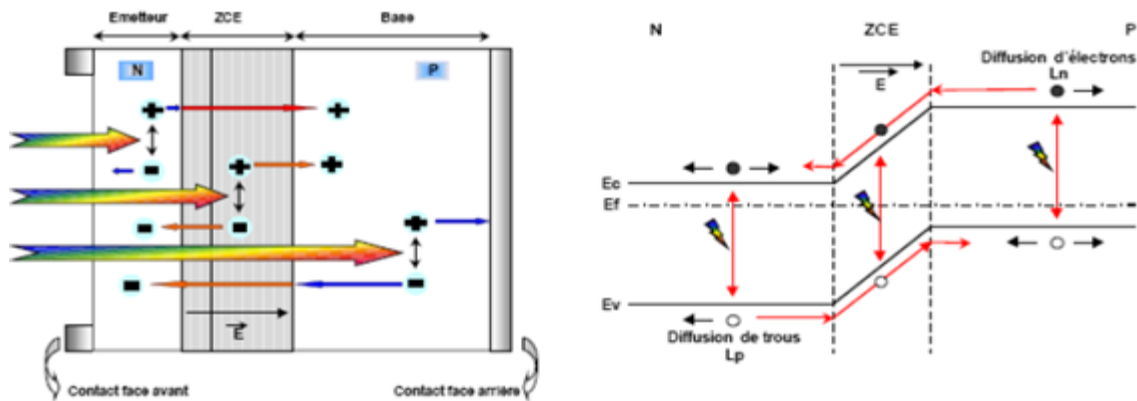 Emetteur ZCE Base
N P
E
Contact face avant Contact face arrière
N ZCE P
Diffusion d'électrons
Ln
E
Ec
Ef
Ev
Diffusion de trous
Lp